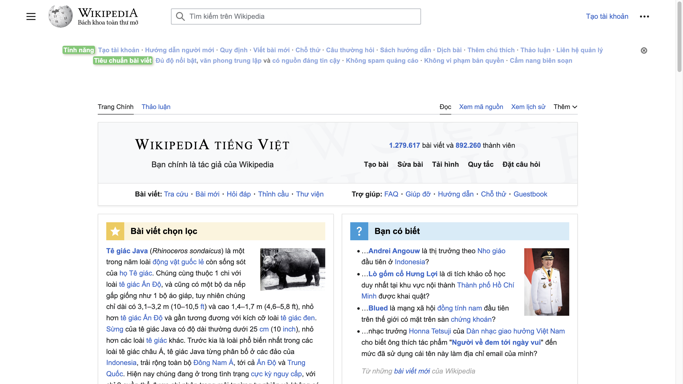 WIKIPEDIA
Bách khoa toàn thư mở
Tìm kiếm trên Wikipedia
Tạo tài khoản
Tính năng Tạo tài khoản · Hướng dẫn người mới · Quy định · Viết bài mới · Chỗ thử · Câu thường hỏi · Sách hướng dẫn · Dịch bài · Thêm chú thích · Thảo luận · Liên hệ quản lý
Tiêu chuẩn bài viết Đủ độ nổi bật, văn phong trung lập và có nguồn đáng tin cậy · Không spam quảng cáo · Không vi phạm bản quyền · Cẩm nang biên soạn
Trang Chính Thảo luận Đọc Xem mã nguồn Xem lịch sử Thêm
WIKIPEDIA TIẾNG VIỆT
Bạn chính là tác giả của Wikipedia
1.279.617 bài viết và 892.260 thành viên
Tạo bài Sửa bài Tải hình Quy tắc Đặt câu hỏi
Bài viết: Tra cứu · Bài mới · Hỏi đáp · Thỉnh cầu · Thư viện
Trợ giúp: FAQ · Giúp đỡ · Hướng dẫn · Chỗ thử · Guestbook
Bài viết chọn lọc
Tê giác Java (Rhinoceros sondaicus) là một
trong năm loài động vật guốc lẻ còn sống sót
của họ Tê giác. Chúng cùng thuộc 1 chi với
loài tê giác Ấn Độ, và cũng có một bộ da nếp
gấp giống như 1 bộ áo giáp, tuy nhiên chúng
chỉ dài có 3,1–3,2 m (10–10,5 ft) và cao 1,4–1,7 m (4,6–5,8 ft), nhỏ
hơn tê giác Ấn Độ và gần tương đương với kích cỡ loài tê giác đen.
Sừng của tê giác Java có độ dài thường dưới 25 cm (10 inch), nhỏ
hơn các loài tê giác khác. Trước kia là loài phổ biến nhất trong các
loài tê giác châu Á, tê giác Java từng phân bố ở các đảo của
Indonesia, trải rộng toàn bộ Đông Nam Á, tới cả Ấn Độ và Trung
Quốc. Hiện nay chúng đang ở trong tình trạng cực kỳ nguy cấp, với
Bạn có biết
…Andrei Angouw là thị trưởng theo Nho giáo
đầu tiên ở Indonesia?
…Lò gốm cổ Hưng Lợi là di tích khảo cổ học
duy nhất tại khu vực nội thành Thành phố Hồ Chí
Minh được khai quật?
…Blued là mạng xã hội đồng tính nam đầu tiên
trên thế giới có mặt trên sàn chứng khoán?
…nhạc trưởng Honna Tetsuji của Dàn nhạc giao hưởng Việt Nam
cho biết ông thích tác phẩm "Người về đem tới ngày vui" đến
mức đã sử dụng cái tên này làm địa chỉ email của mình?
Từ những bài viết mới của Wikipedia